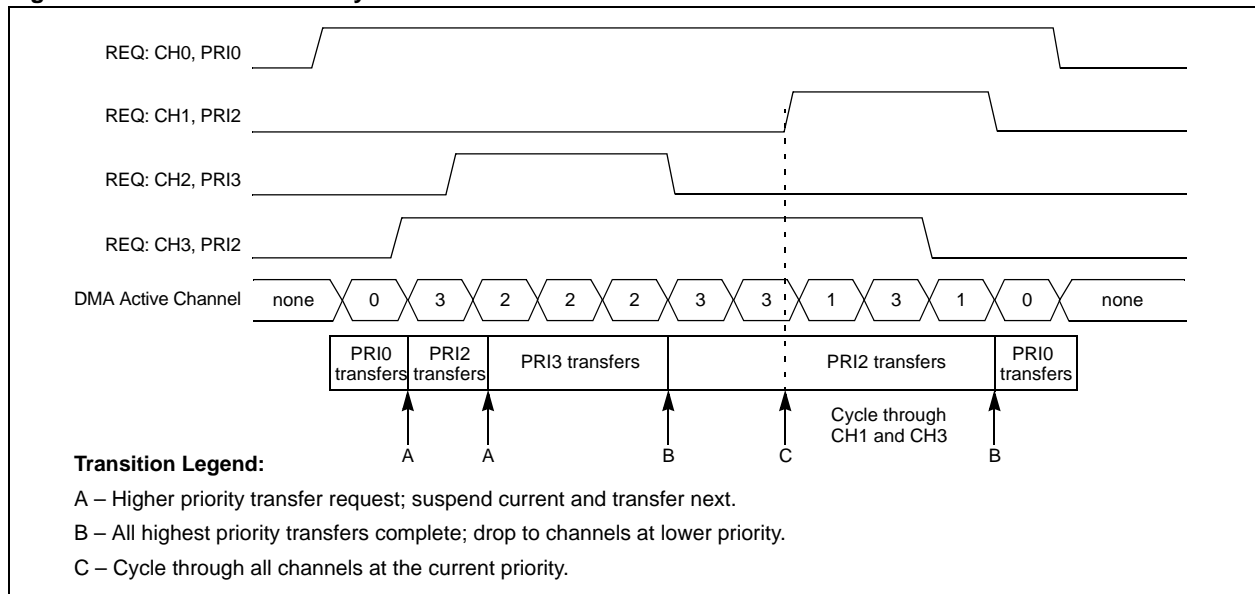 REQ: CH0, PRI0
REQ: CH1, PRI2
REQ: CH2, PRI3
REQ: CH3, PRI2
DMA Active Channel none 0 3 2 2 2 3 3 1 3 1 0 none
PRI0 transfers
PRI2 transfers
PRI3 transfers
PRI2 transfers
PRI0 transfers
Cycle through
CH1 and CH3
A A B C B
Transition Legend:
A – Higher priority transfer request; suspend current and transfer next.
B – All highest priority transfers complete; drop to channels at lower priority.
C – Cycle through all channels at the current priority.